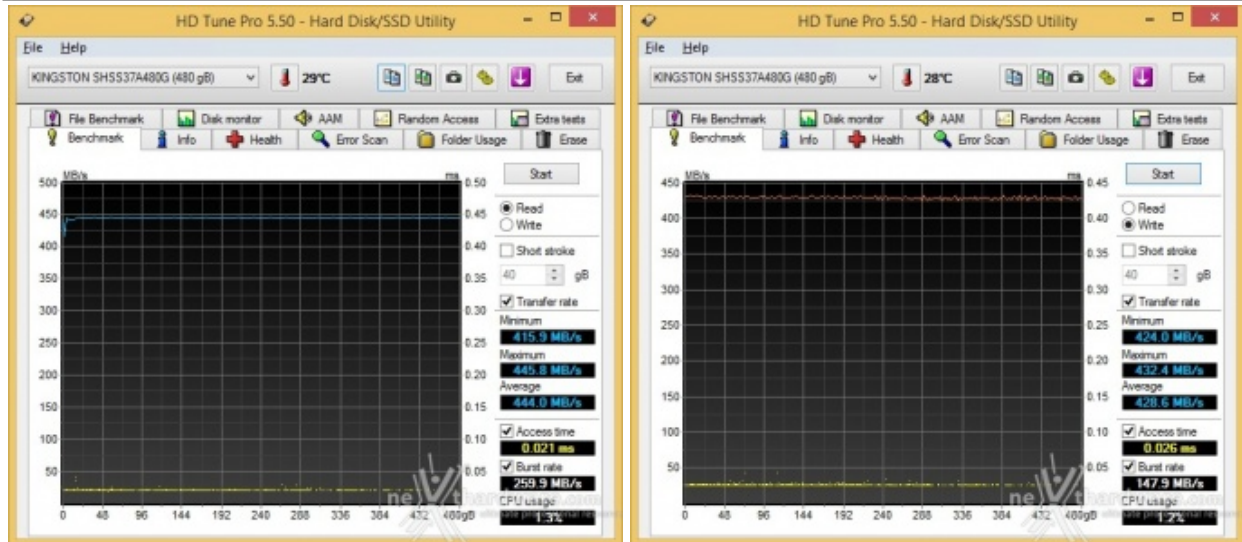 HD Tune Pro 5.50 - Hard Disk/SSD Utility
File Help
KINGSTON SHSS37A480G (480 gB) 29°C Exit
File Benchmark Disk monitor AAM Random Access Extra tests
Benchmark Info Health Error Scan Folder Usage Erase
MB/s ms
500 450 400 350 300 250 200 150 100 50
0.50 0.45 0.40 0.35 0.30 0.25 0.20 0.15 0.10 0.05
0 48 96 144 192 240 288 336 384 432 480gB
Start
Read
Write
Short stroke
40 gB
Transfer rate
Minimum
415.9 MB/s
Maximum
445.8 MB/s
Average
444.0 MB/s
Access time
0.021 ms
Burst rate
259.9 MB/s
CPU usage
1.3%
HD Tune Pro 5.50 - Hard Disk/SSD Utility
File Help
KINGSTON SHSS37A480G (480 gB) 28°C Exit
File Benchmark Disk monitor AAM Random Access Extra tests
Benchmark Info Health Error Scan Folder Usage Erase
MB/s ms
450 400 350 300 250 200 150 100 50
0.45 0.40 0.35 0.30 0.25 0.20 0.15 0.10 0.05
0 48 96 144 192 240 288 336 384 432 480gB
Start
Read
Write
Short stroke
40 gB
Transfer rate
Minimum
424.0 MB/s
Maximum
432.4 MB/s
Average
428.6 MB/s
Access time
0.026 ms
Burst rate
147.9 MB/s
CPU usage
1.2%